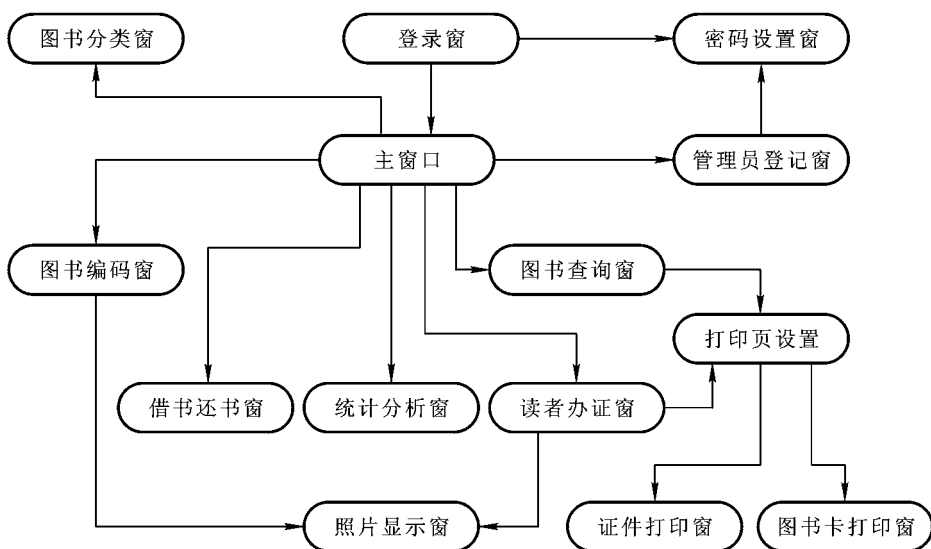 图书分类窗
登录窗
密码设置窗
主窗口
管理员登记窗
图书编码窗
图书查询窗
打印页设置
借书还书窗
统计分析窗
读者办证窗
照片显示窗
证件打印窗
图书卡打印窗